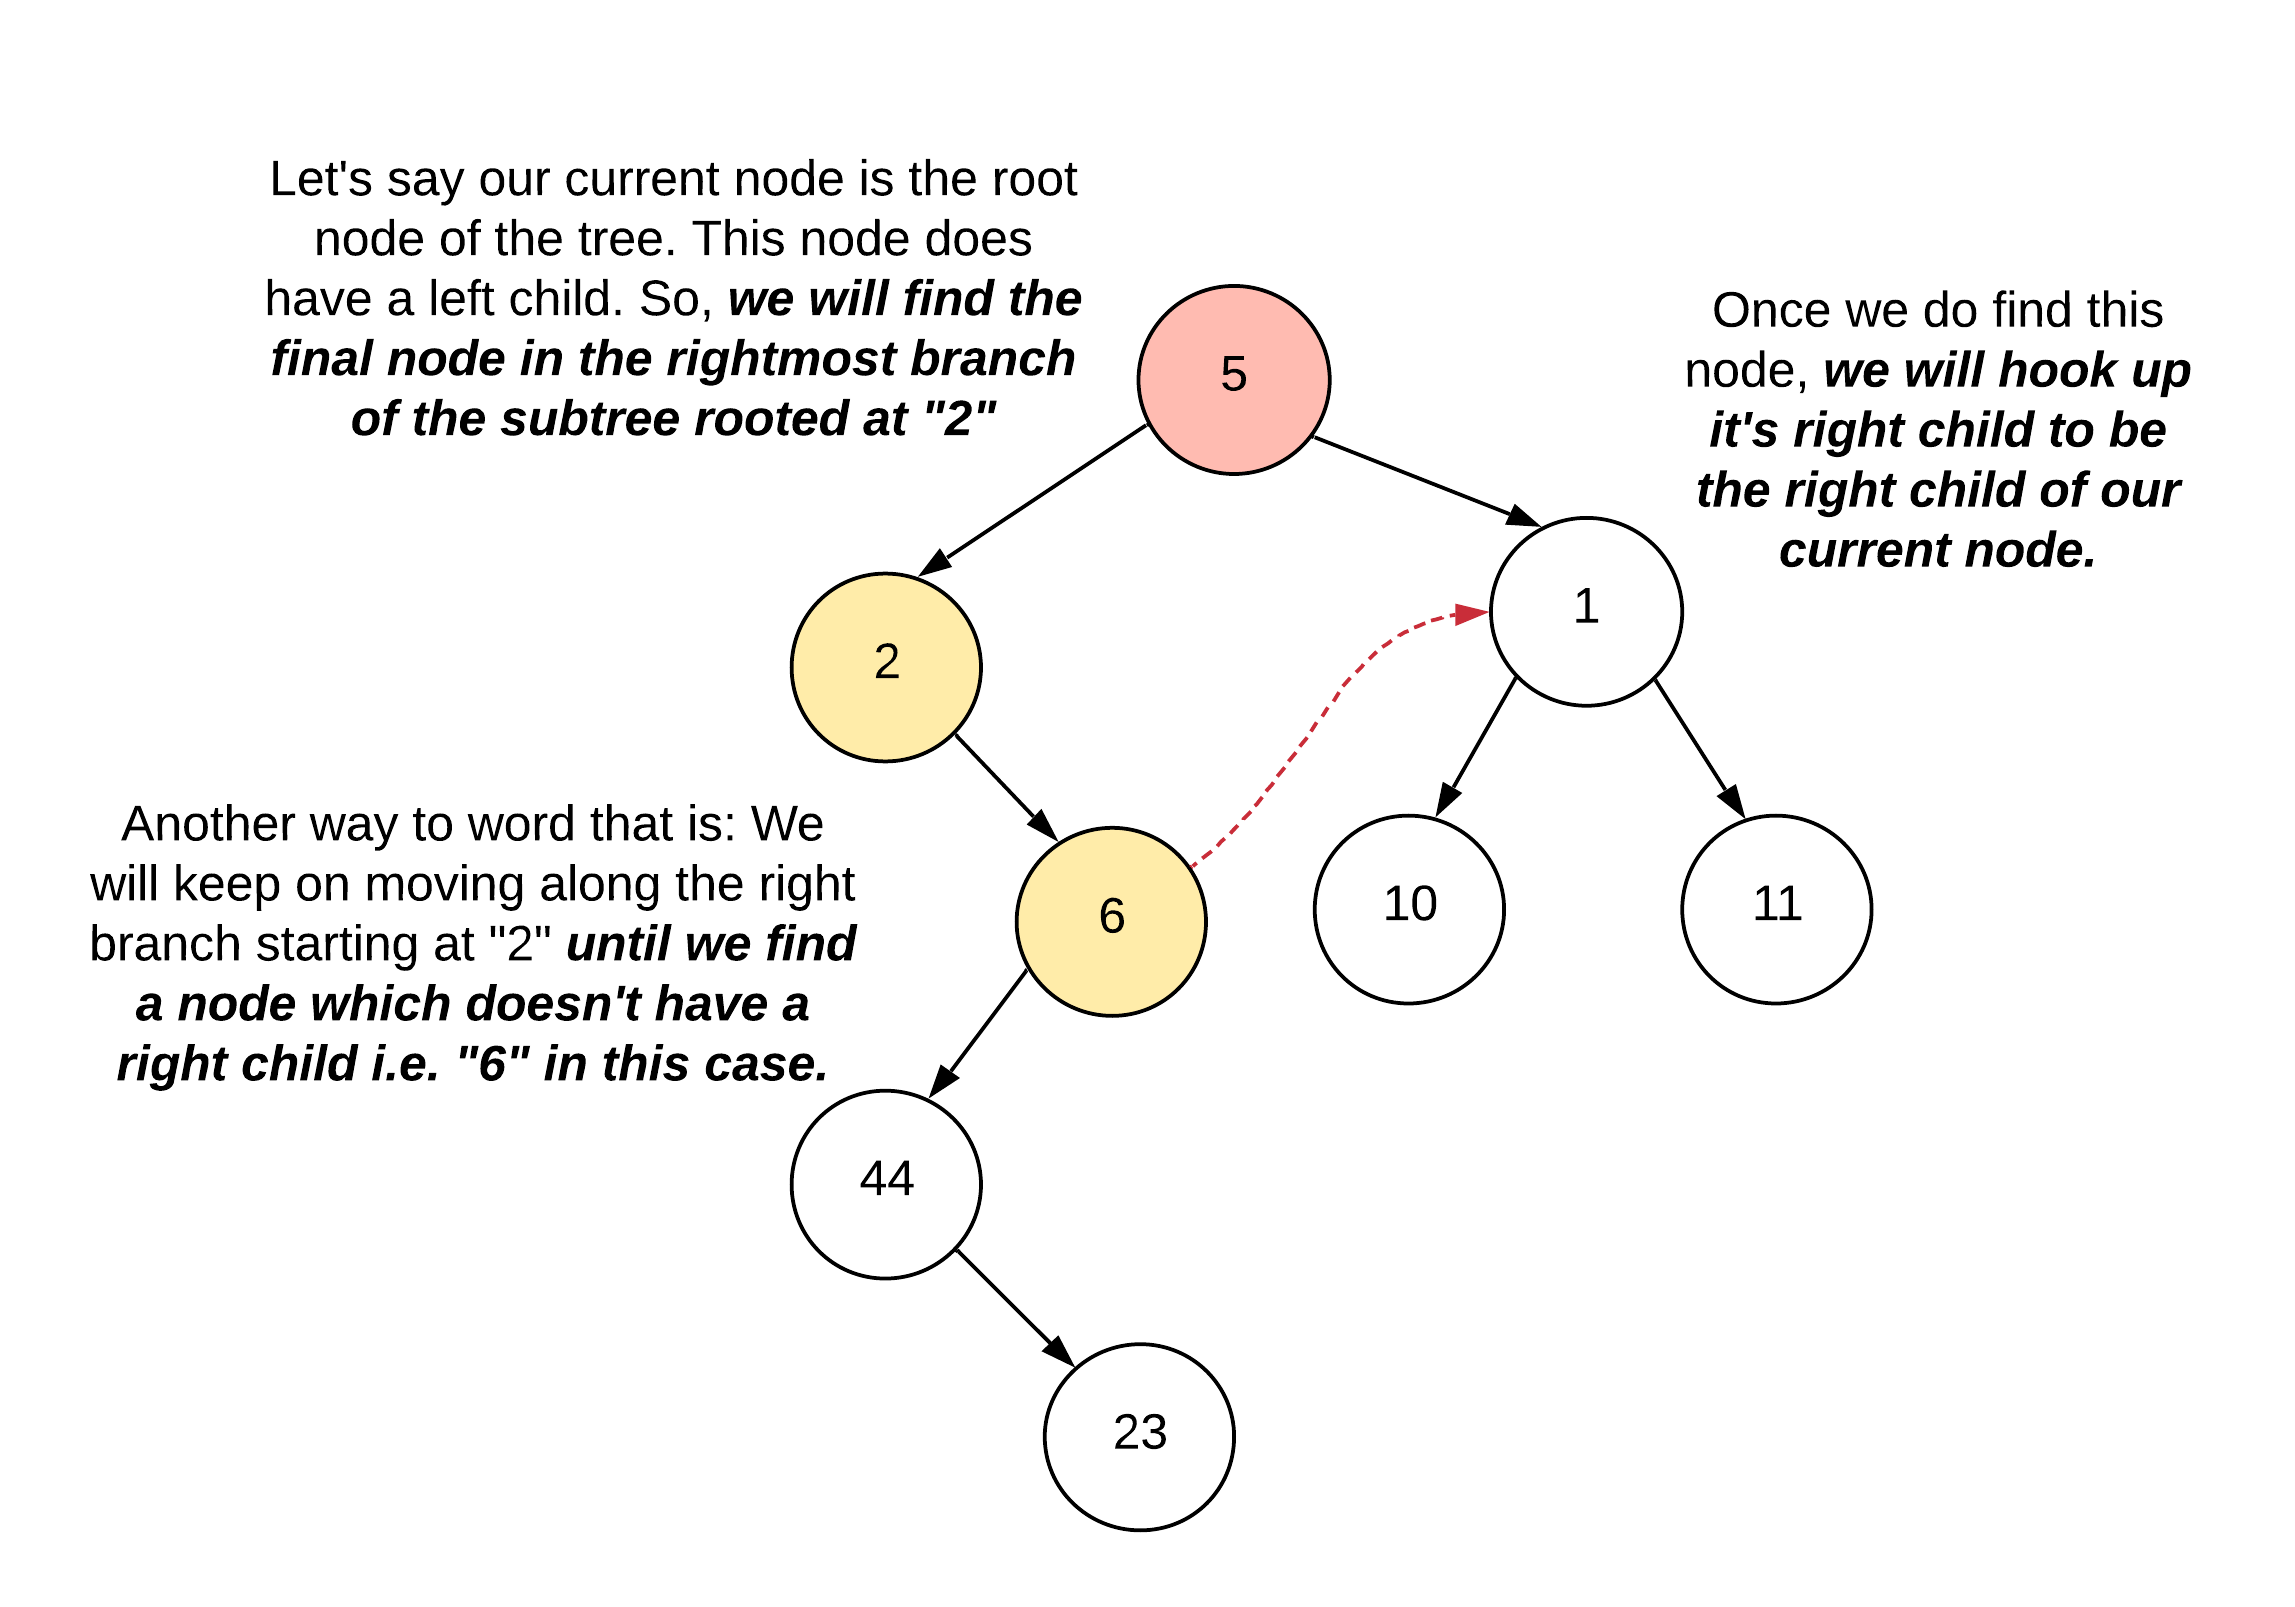 Let's say our current node is the root
node of the tree. This node does
have a left child. So, we will find the
final node in the rightmost branch
of the subtree rooted at "2"
Once we do find this
node, we will hook up
it's right child to be
the right child of our
current node.
5
1
2
Another way to word that is: We
will keep on moving along the right
branch starting at "2" until we find
a node which doesn't have a
right child i.e. "6" in this case.
6
10
11
44
23